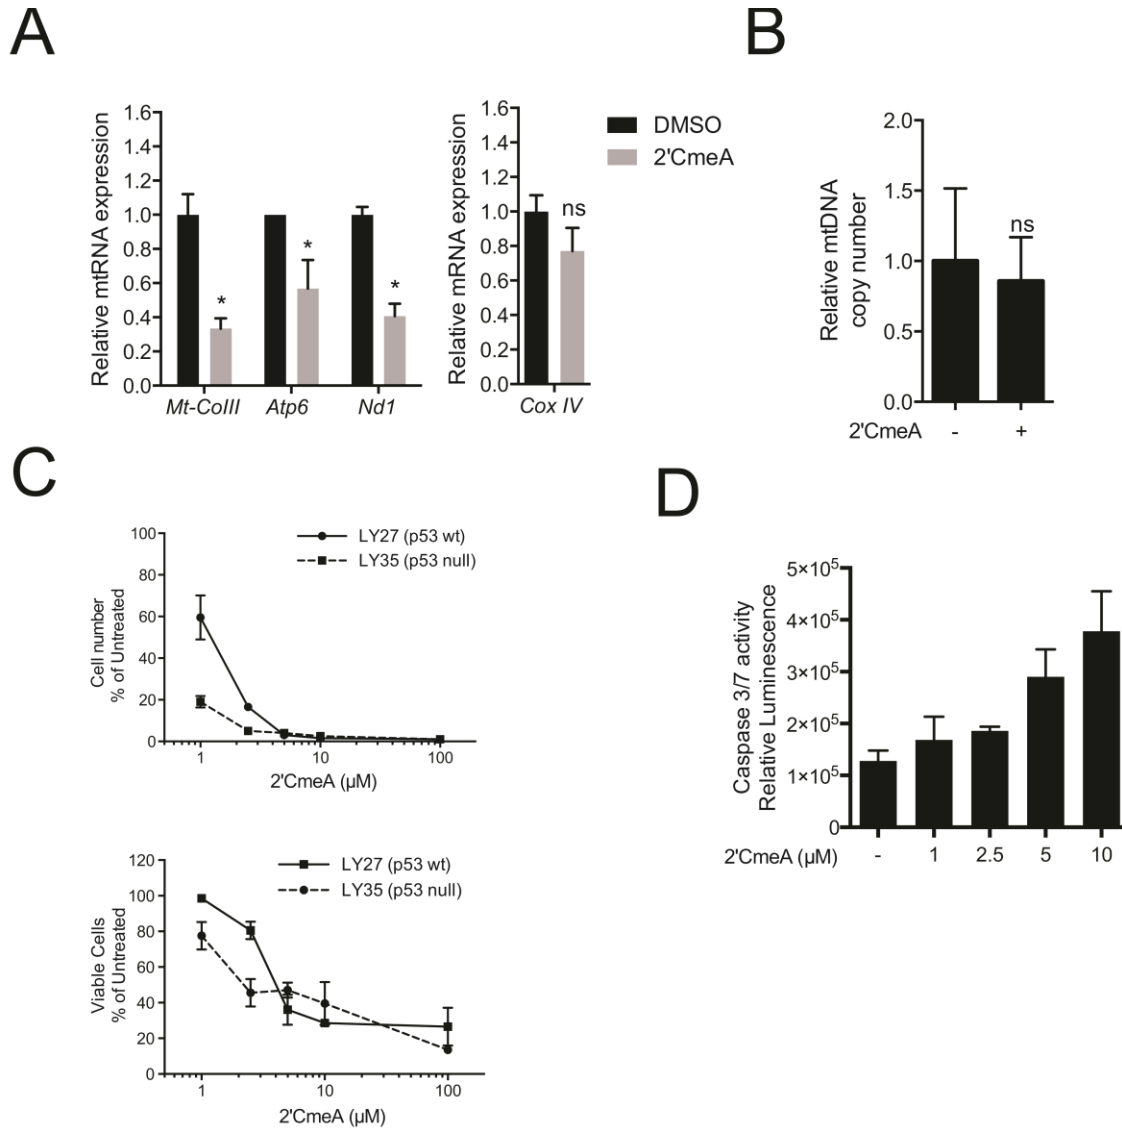 A
Relative mtRNA expression
1.6
1.4
1.2
1.0
0.8
0.6
0.4
0.2
0.0
*
*
*
Mt-CoIII Atp6 Nd1
Relative mRNA expression
1.6
1.4
1.2
1.0
0.8
0.6
0.4
0.2
0.0
ns
Cox IV
DMSO
2'CmeA
B
Relative mtDNA
copy number
2.0
1.5
1.0
0.5
0.0
ns
2'CmeA - +
C
Cell number
% of Untreated
100
80
60
40
20
0
LY27 (p53 wt)
LY35 (p53 null)
1 10 100
2'CmeA (µM)
Viable Cells
% of Untreated
120
100
80
60
40
20
0
LY27 (p53 wt)
LY35 (p53 null)
1 10 100
2'CmeA (µM)
D
Caspase 3/7 activity
Relative Luminescence
5×10⁵
4×10⁵
3×10⁵
2×10⁵
1×10⁵
0
2'CmeA (µM) - 1 2.5 5 10